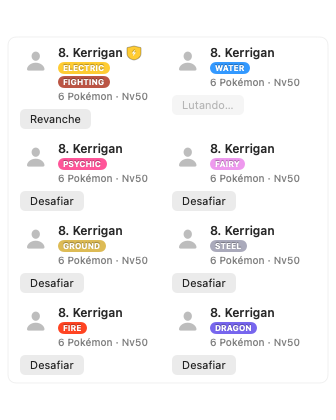 8. Kerrigan
ELECTRIC
FIGHTING
6 Pokémon · Nv50
Revanche
8. Kerrigan
WATER
6 Pokémon · Nv50
Lutando...
8. Kerrigan
PSYCHIC
6 Pokémon · Nv50
Desafiar
8. Kerrigan
FAIRY
6 Pokémon · Nv50
Desafiar
8. Kerrigan
GROUND
6 Pokémon · Nv50
Desafiar
8. Kerrigan
STEEL
6 Pokémon · Nv50
Desafiar
8. Kerrigan
FIRE
6 Pokémon · Nv50
Desafiar
8. Kerrigan
DRAGON
6 Pokémon · Nv50
Desafiar